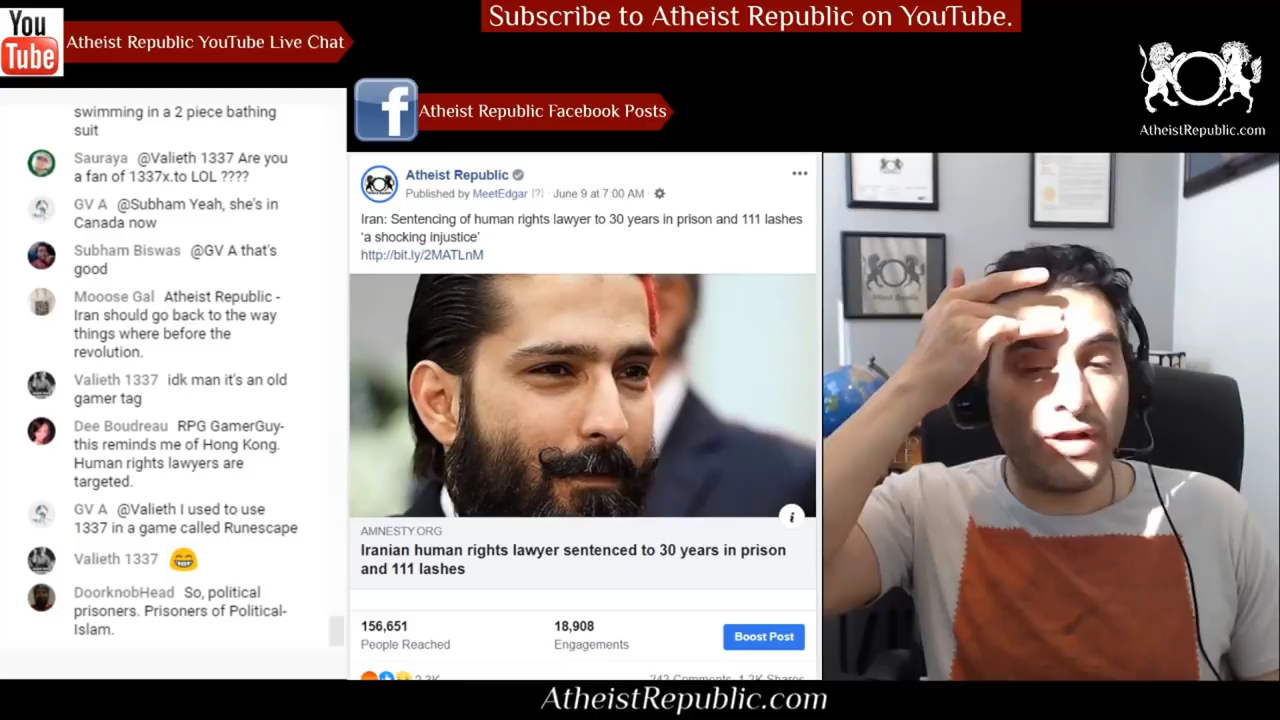 Subscribe to Atheist Republic on YouTube.
You
Tube
Atheist Republic YouTube Live Chat
AtheistRepublic.com
f
Atheist Republic Facebook Posts
swimming in a 2 piece bathing
suit
Sauraya @Valieth 1337 Are you
a fan of 1337x.to LOL ????
GV A @Subham Yeah, she's in
Canada now
Subham Biswas @GV A that's
good
Mooose Gal Atheist Republic -
Iran should go back to the way
things where before the
revolution.
Valieth 1337 idk man it's an old
gamer tag
Dee Boudreau RPG GamerGuy-
this reminds me of Hong Kong.
Human rights lawyers are
targeted.
GV A @Valieth I used to use
1337 in a game called Runescape
Valieth 1337 😁
DoorknobHead So, political
prisoners. Prisoners of Political-
Islam.
Atheist Republic
Published by MeetEdgar [?] · June 9 at 7:00 AM ·
Iran: Sentencing of human rights lawyer to 30 years in prison and 111 lashes
‘a shocking injustice’
http://bit.ly/2MATLnM
i
AMNESTY.ORG
Iranian human rights lawyer sentenced to 30 years in prison
and 111 lashes
156,651
People Reached
18,908
Engagements
Boost Post
2.3K
743 Comments 1.2K Shares
AtheistRepublic.com